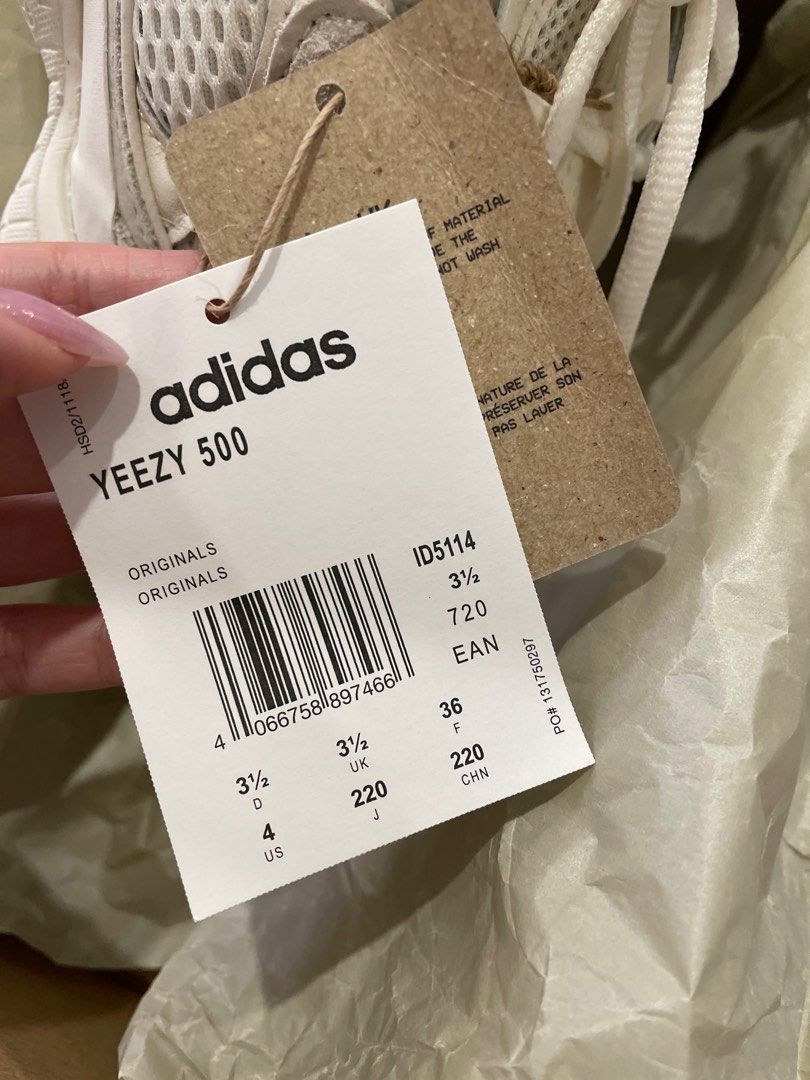 F MATERIAL
THE
NOT WASH
NATURE DE LA
PRÉSERVER SON
PAS LAVER
HSD2/1118,
adidas
YEEZY 500
ORIGINALS
ORIGINALS
ID5114
3½
720
EAN
4 066758 897466
PO# 131750297
3½ 3½ 36
D UK F
4 220 220
US J CHN